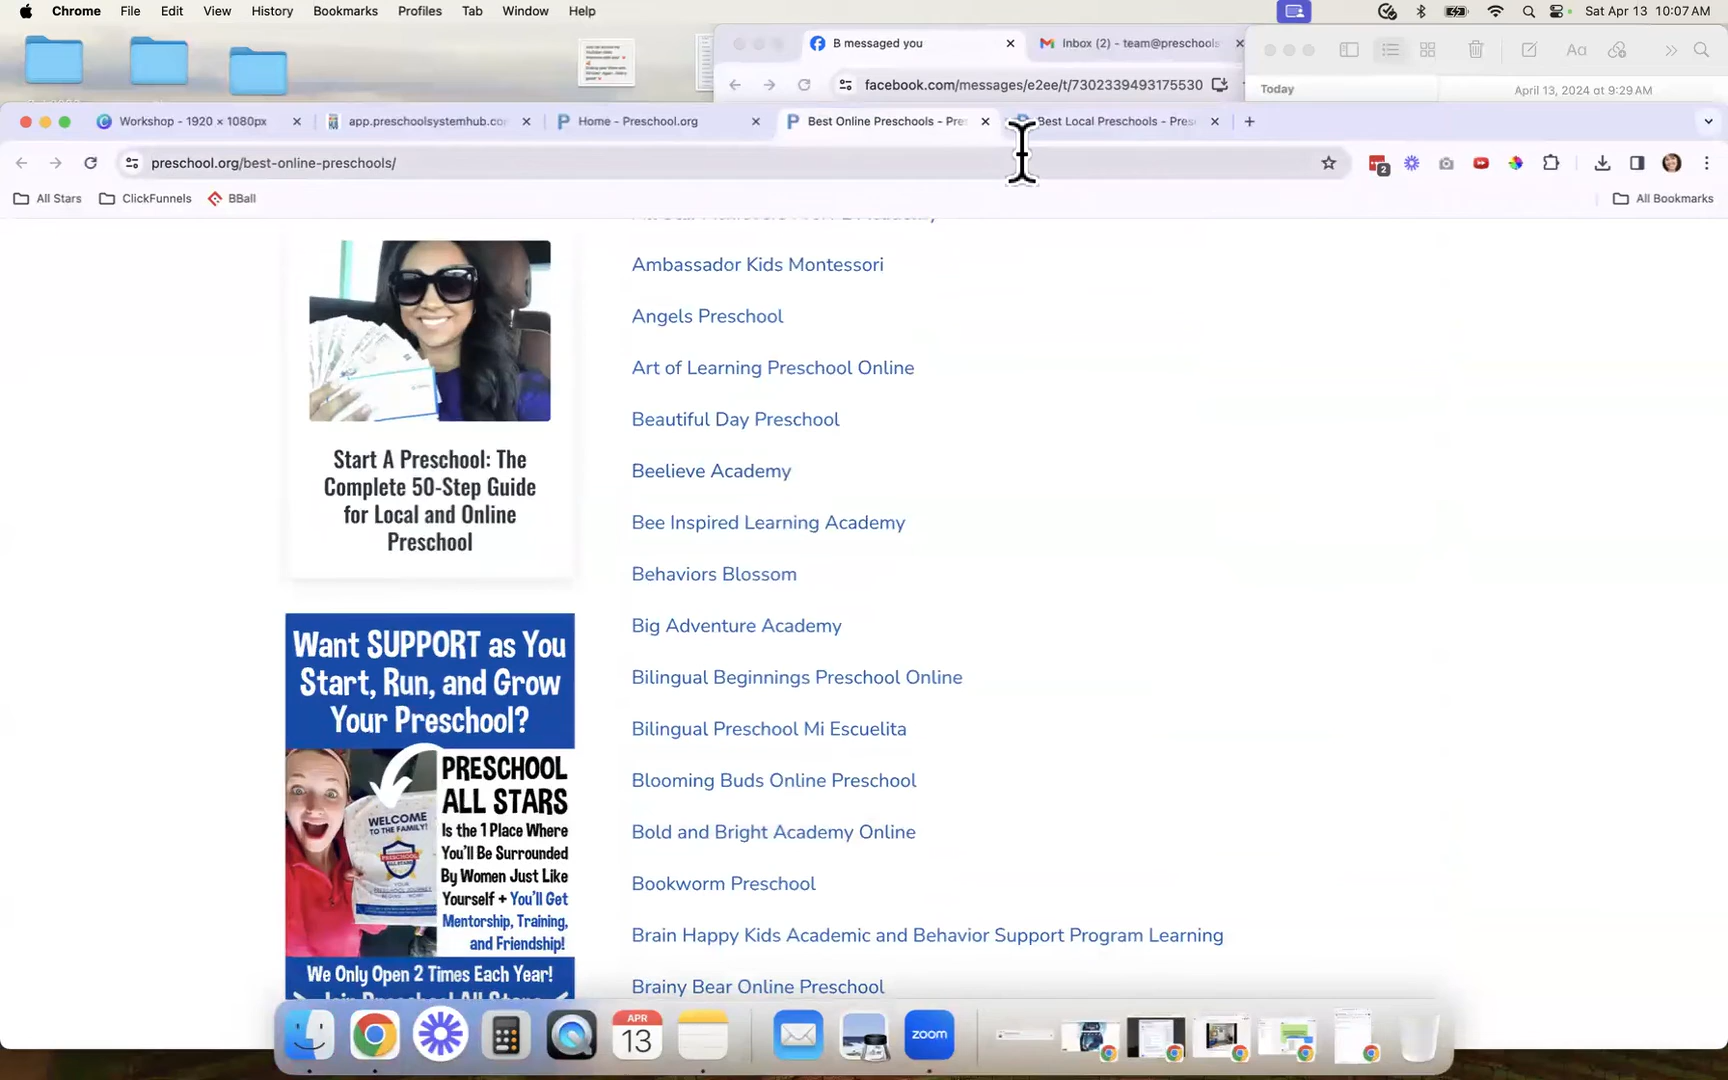 Chrome File Edit View History Bookmarks Profiles Tab Window Help Sat Apr 13 10:07 AM
B messaged you
Inbox (2) - team@preschools
facebook.com/messages/e2ee/t/7302339493175530
Today
April 13, 2024 at 9:29 AM
Workshop - 1920 × 1080px
app.preschoolsystemhub.co
Home - Preschool.org
Best Online Preschools - Pre
Best Local Preschools - Pres
preschool.org/best-online-preschools/
2
All Stars
ClickFunnels
BBall
All Bookmarks
Start A Preschool: The
Complete 50-Step Guide
for Local and Online
Preschool
Want SUPPORT as You
Start, Run, and Grow
Your Preschool?
WELCOME
TO THE FAMILY!
PRESCHOOL
ALL STARS
Is the 1 Place Where
You'll Be Surrounded
By Women Just Like
Yourself + You'll Get
Mentorship, Training,
and Friendship!
We Only Open 2 Times Each Year!
Join Preschool All Stars
Ambassador Kids Montessori
Angels Preschool
Art of Learning Preschool Online
Beautiful Day Preschool
Beelieve Academy
Bee Inspired Learning Academy
Behaviors Blossom
Big Adventure Academy
Bilingual Beginnings Preschool Online
Bilingual Preschool Mi Escuelita
Blooming Buds Online Preschool
Bold and Bright Academy Online
Bookworm Preschool
Brain Happy Kids Academic and Behavior Support Program Learning
Brainy Bear Online Preschool
APR
13
zoom